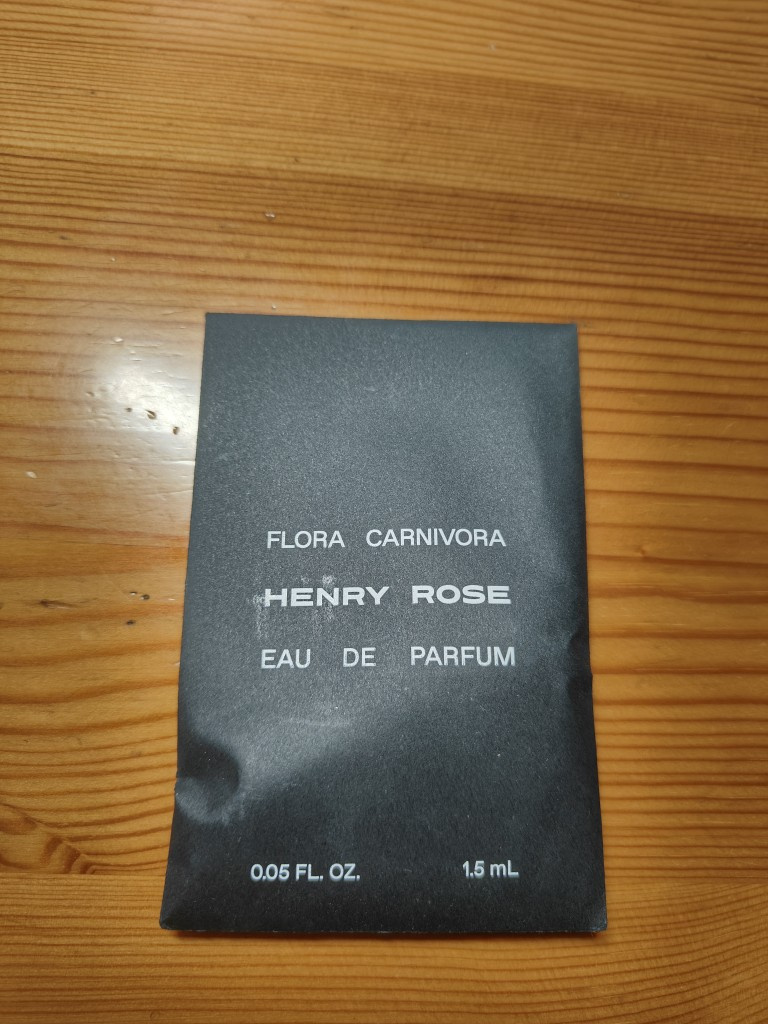 FLORA CARNIVORA
HENRY ROSE
EAU DE PARFUM
0.05 FL. OZ. 1.5 mL